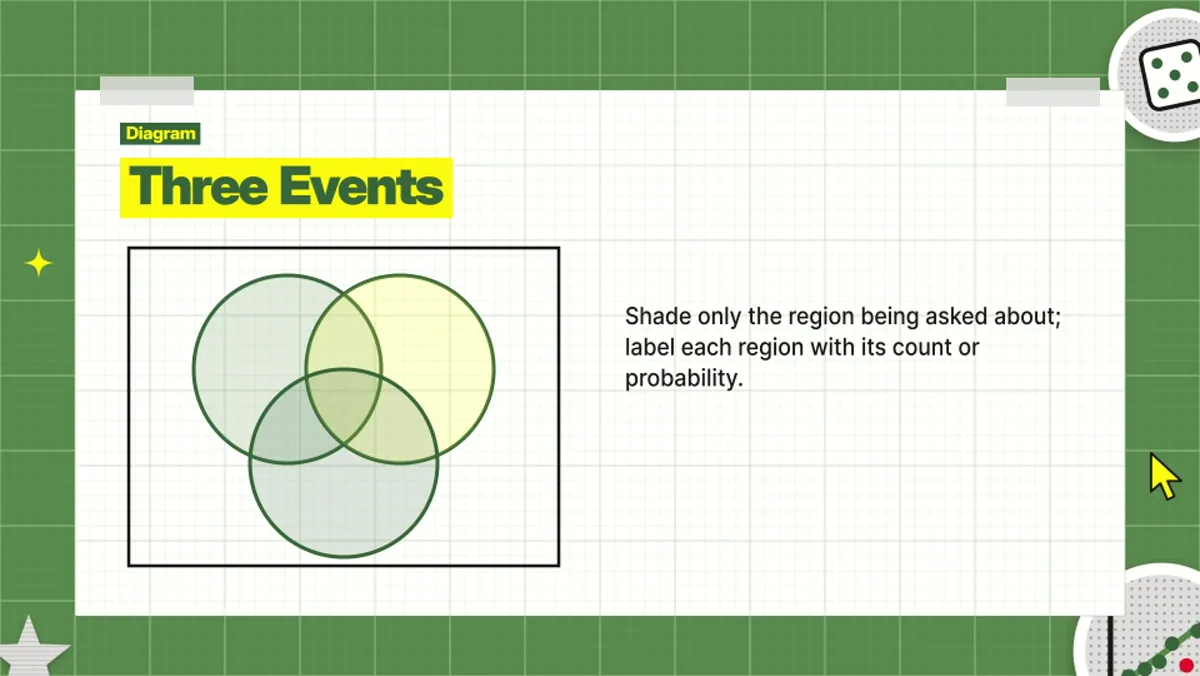 Diagram
Three Events
Shade only the region being asked about;
label each region with its count or
probability.